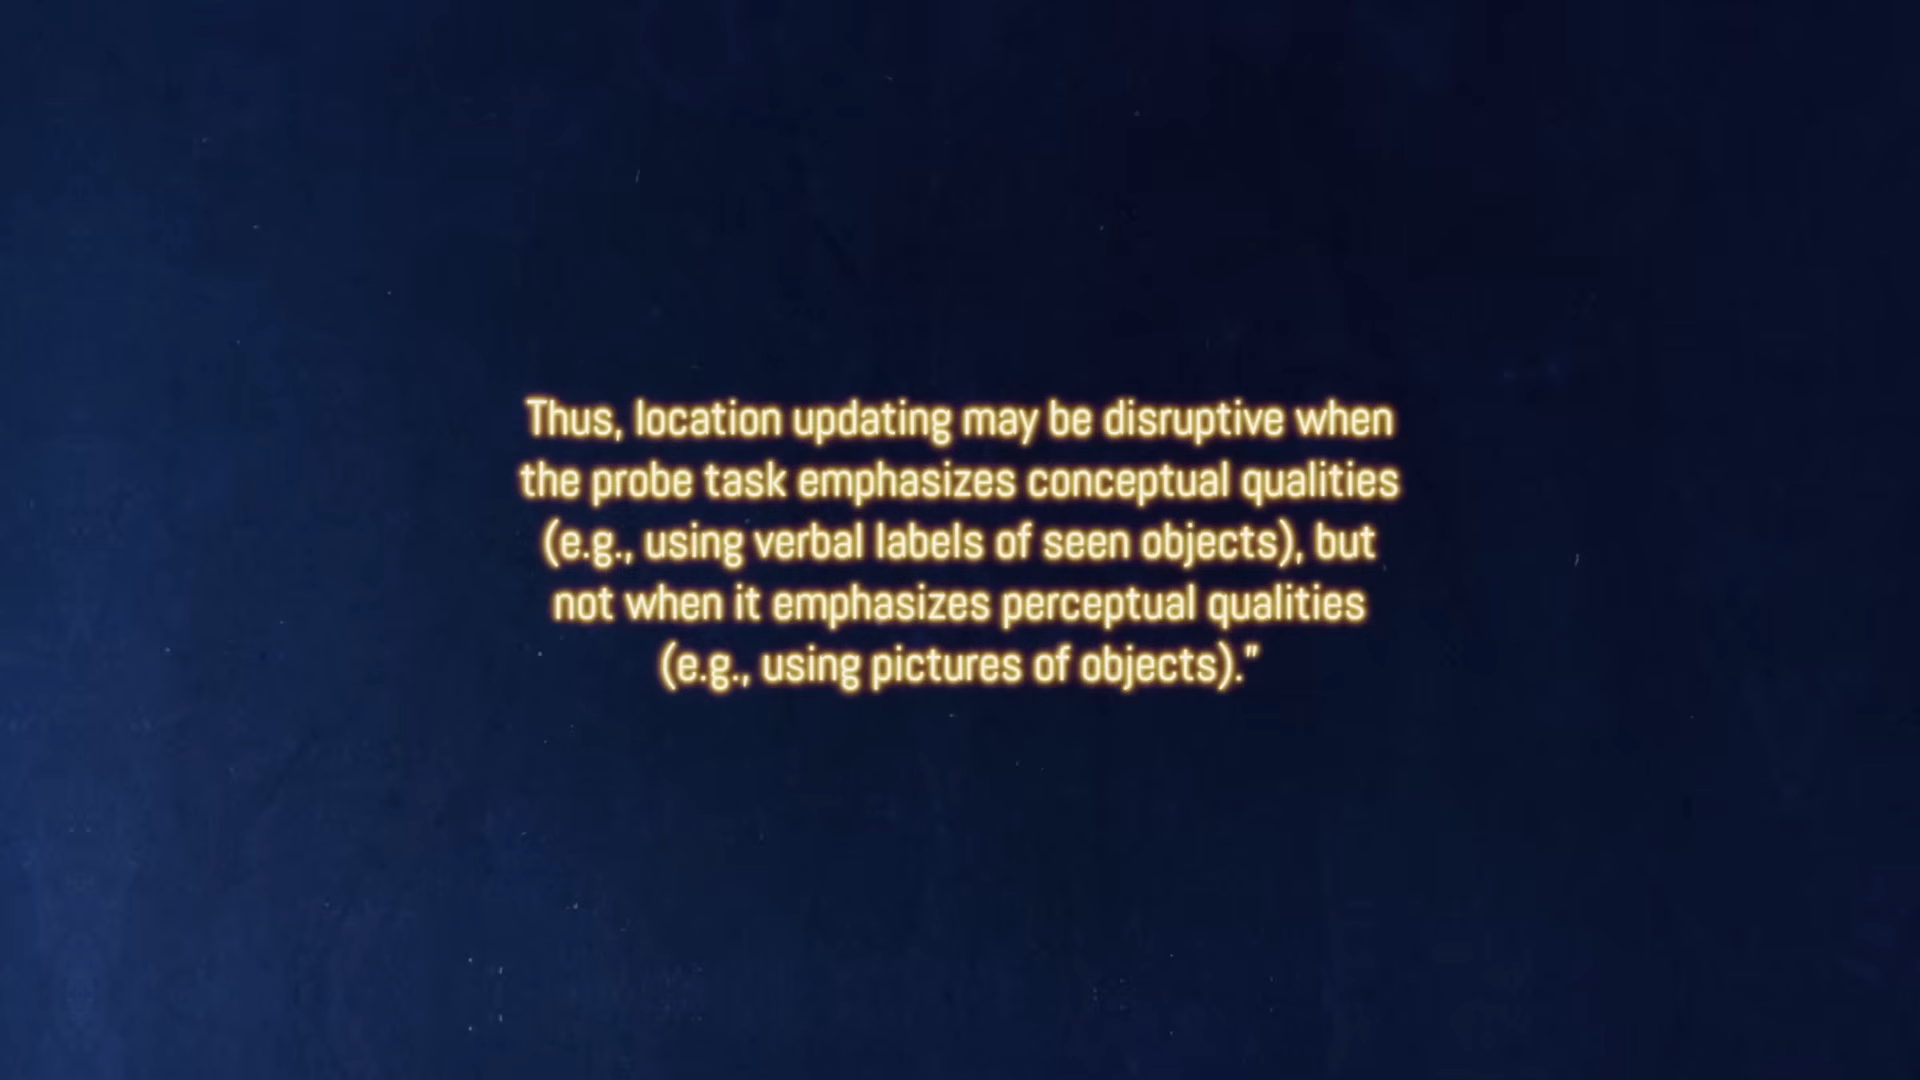 Thus, location updating may be disruptive when
the probe task emphasizes conceptual qualities
(e.g., using verbal labels of seen objects), but
not when it emphasizes perceptual qualities
(e.g., using pictures of objects)."